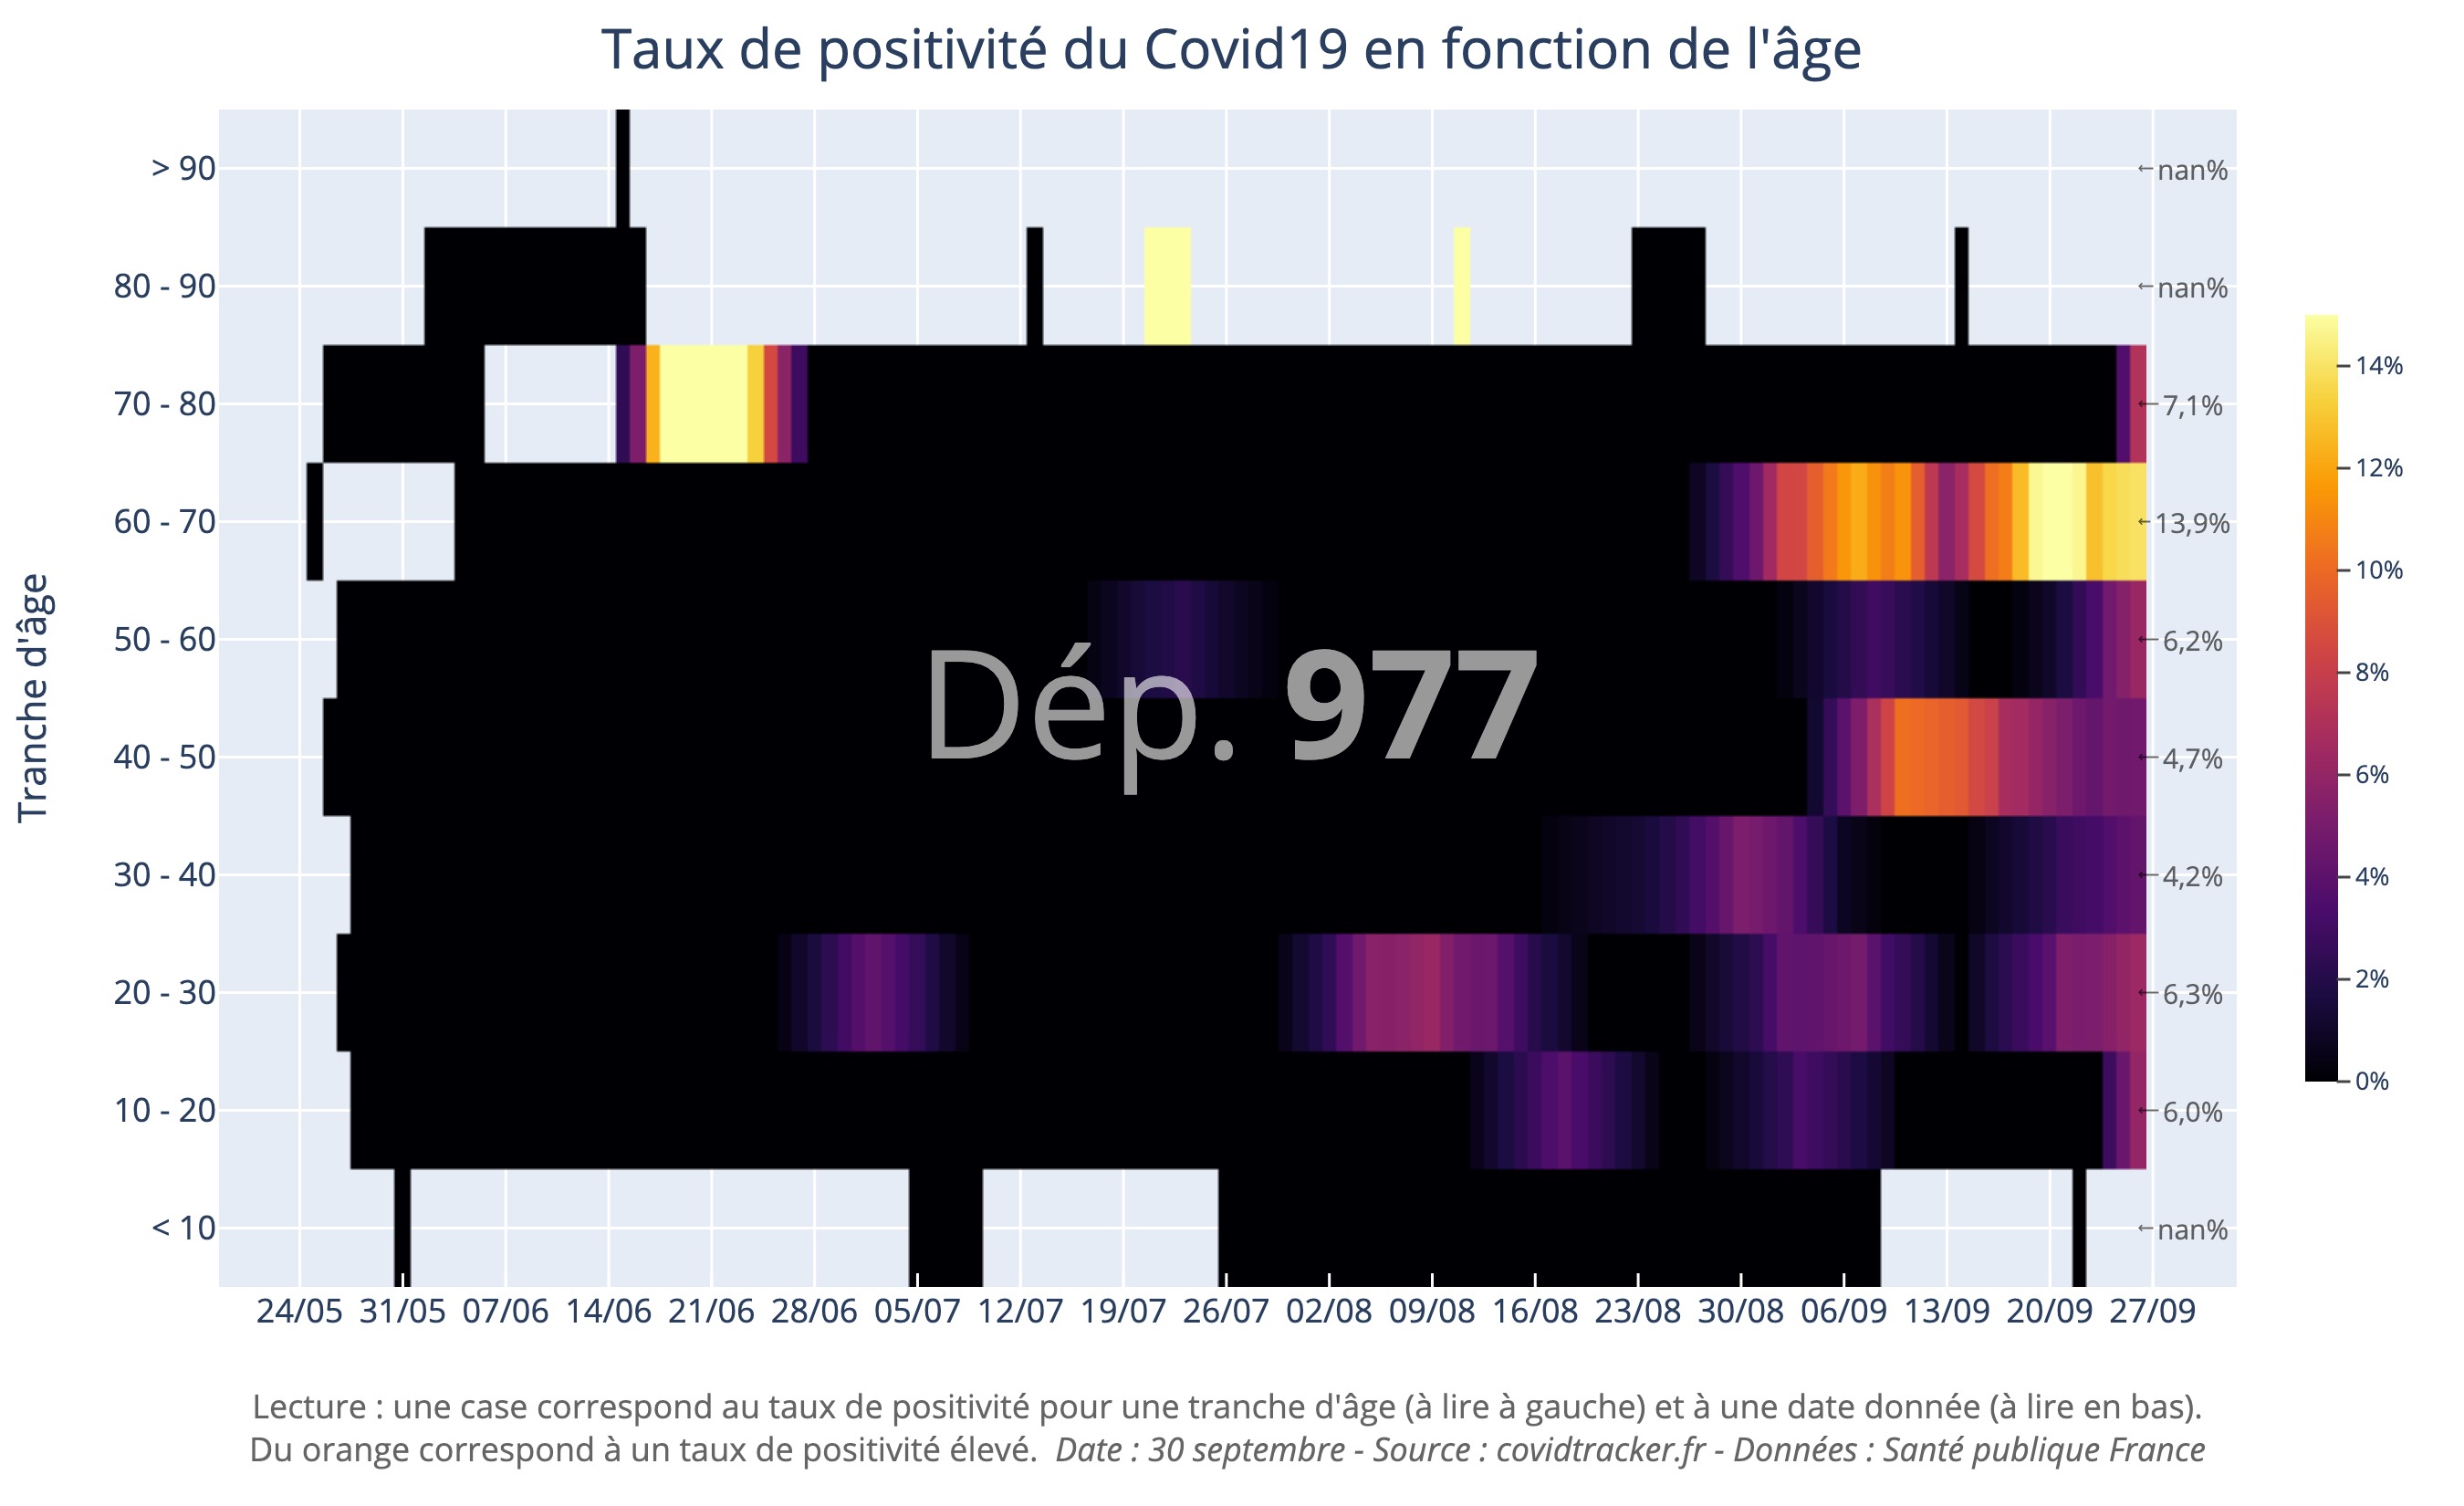 Taux de positivité du Covid19 en fonction de l'âge
Tranche d'âge
> 90
80 - 90
70 - 80
60 - 70
50 - 60
40 - 50
30 - 40
20 - 30
10 - 20
< 10
←nan%
←nan%
←7,1%
←13,9%
←6,2%
←4,7%
←4,2%
←6,3%
←6,0%
←nan%
Dép. 977
14%
12%
10%
8%
6%
4%
2%
0%
24/05 31/05 07/06 14/06 21/06 28/06 05/07 12/07 19/07 26/07 02/08 09/08 16/08 23/08 30/08 06/09 13/09 20/09 27/09
Lecture : une case correspond au taux de positivité pour une tranche d'âge (à lire à gauche) et à une date donnée (à lire en bas).
Du orange correspond à un taux de positivité élevé. Date : 30 septembre - Source : covidtracker.fr - Données : Santé publique France